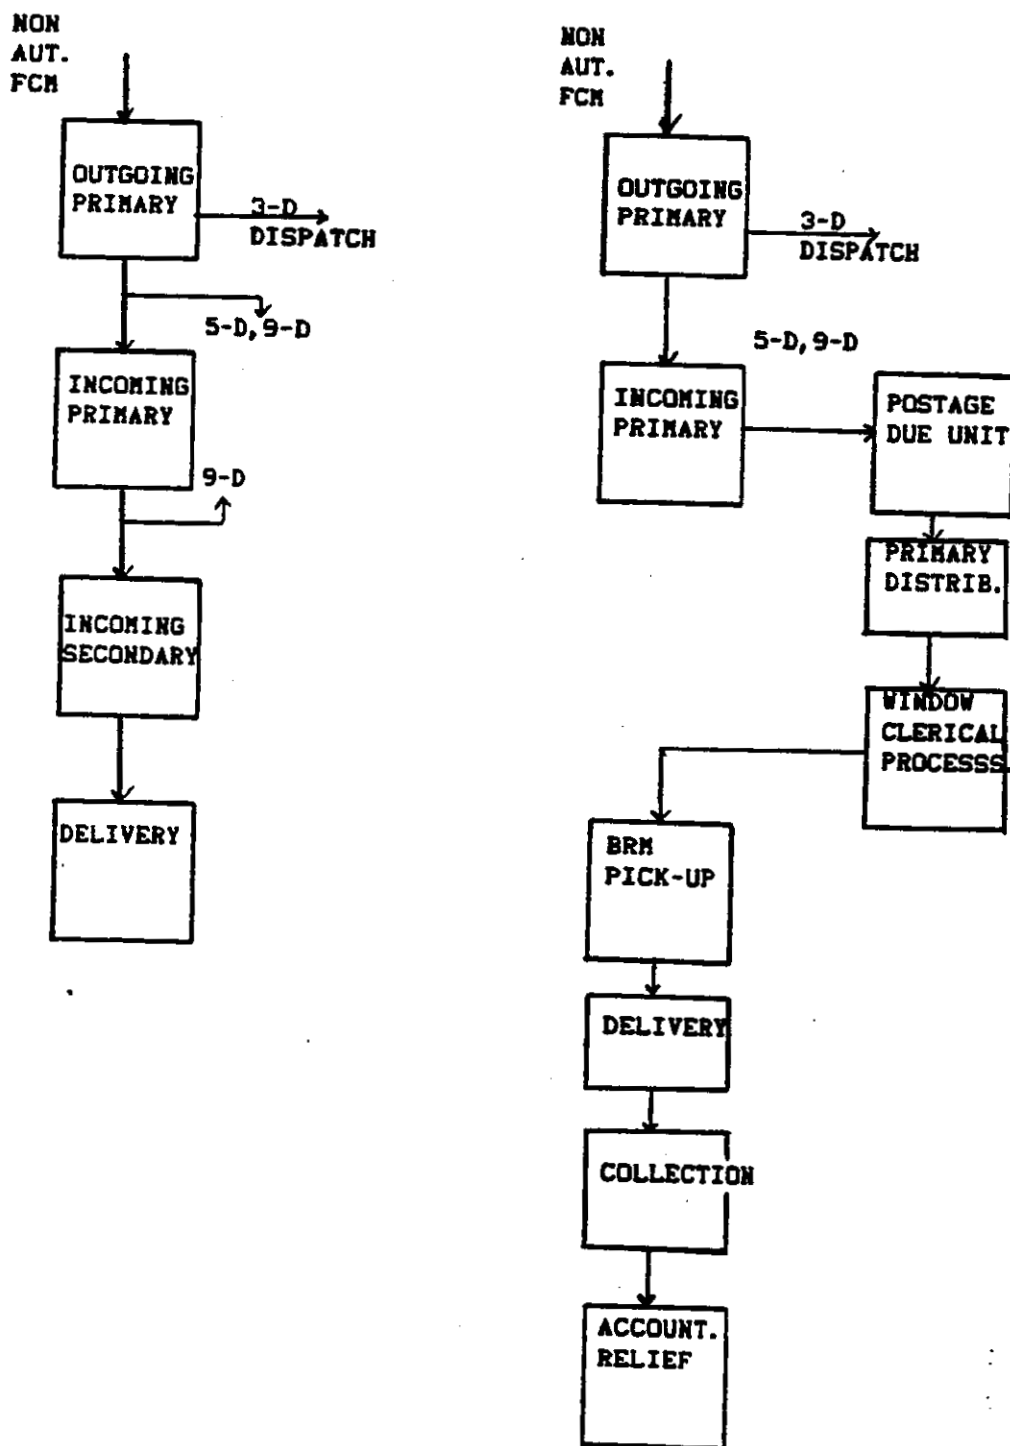 NON
AUT.
FCM
OUTGOING
PRIMARY
3-D
DISPATCH
5-D, 9-D
INCOMING
PRIMARY
9-D
INCOMING
SECONDARY
DELIVERY
NON
AUT.
FCM
OUTGOING
PRIMARY
3-D
DISPATCH
5-D, 9-D
INCOMING
PRIMARY
POSTAGE
DUE UNIT
PRIMARY
DISTRIB.
WINDOW
CLERICAL
PROCESSS.
BRM
PICK-UP
DELIVERY
COLLECTION
ACCOUNT.
RELIEF